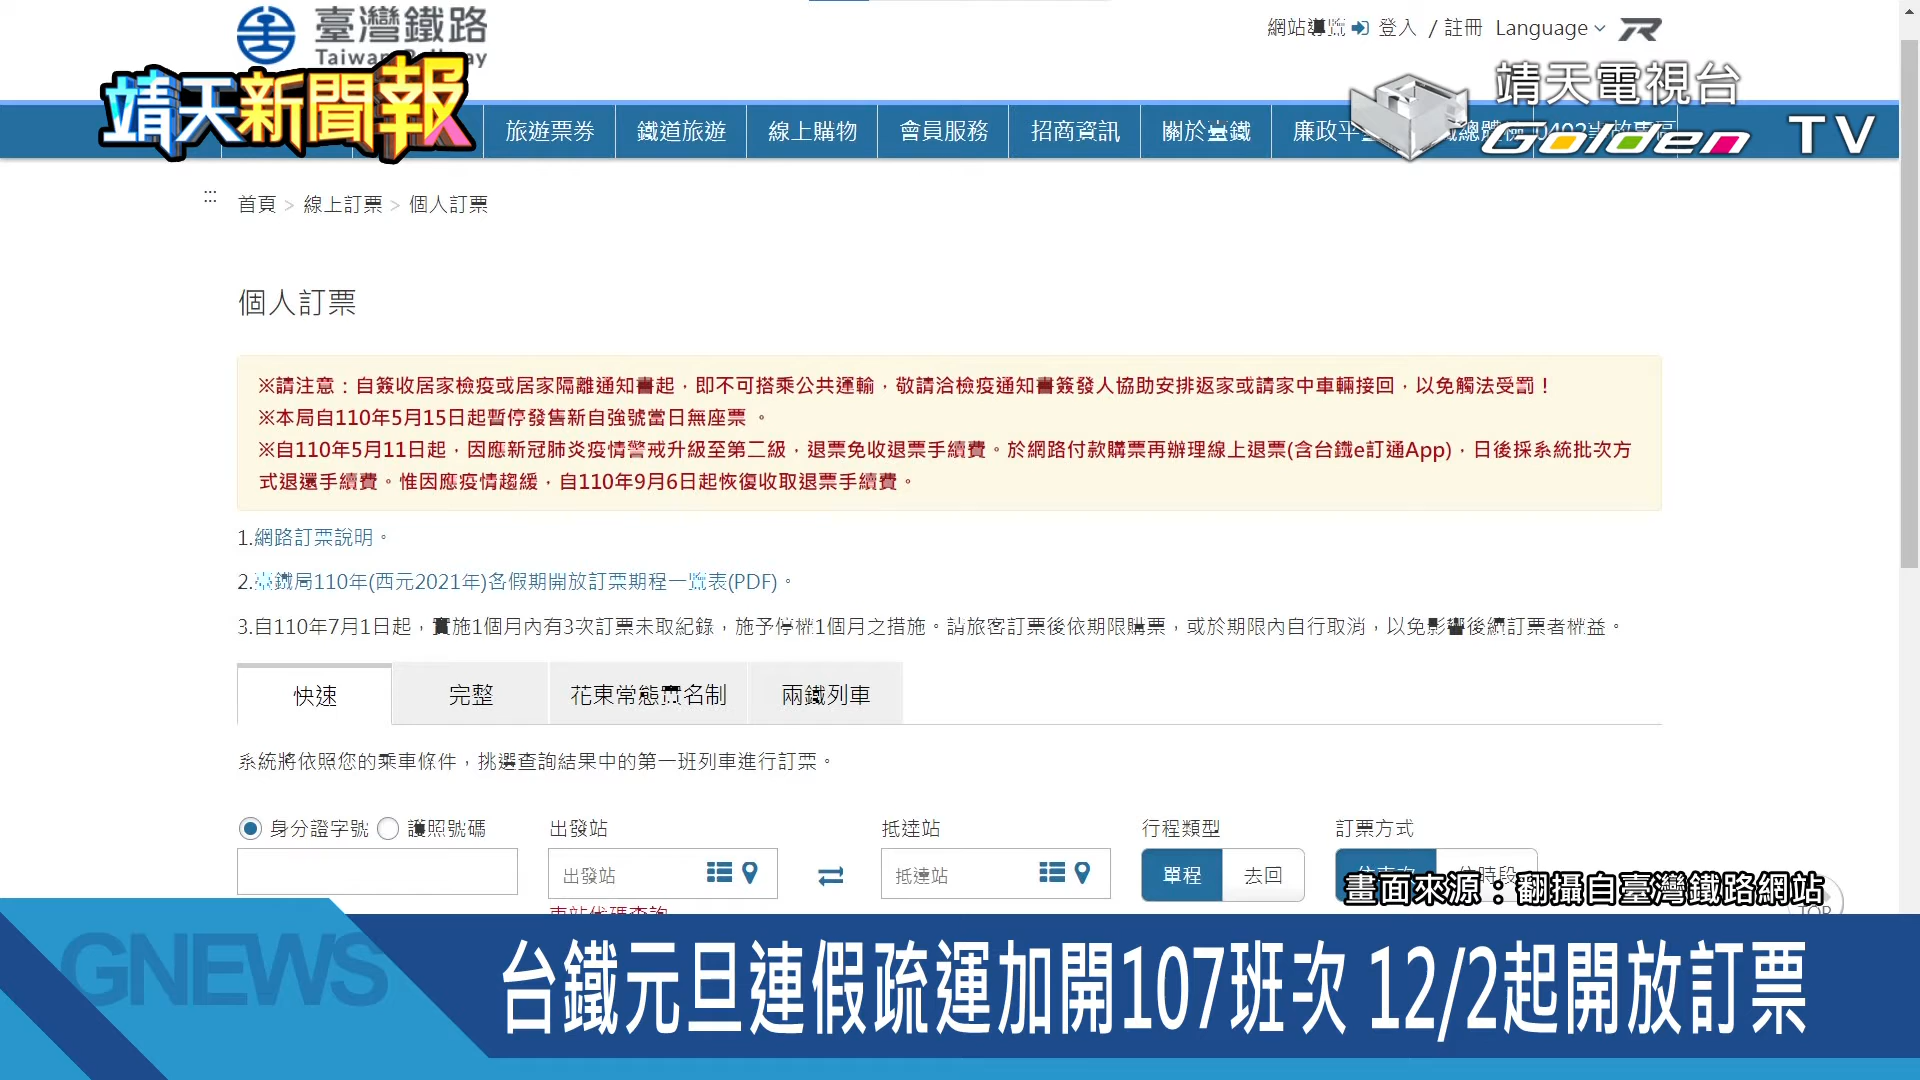 臺灣鐵路
網站導覽 登入 / 註冊 Language
靖天新聞報
靖天電視台
Golden TV
旅遊票券 鐵道旅遊 線上購物 會員服務 招商資訊 關於臺鐵
首頁 > 線上訂票 > 個人訂票
個人訂票
※請注意：自簽收居家檢疫或居家隔離通知書起，即不可搭乘公共運輸，敬請洽檢疫通知書簽發人協助安排返家或請家中車輛接回，以免觸法受罰！
※本局自110年5月15日起暫停發售新自強號當日無座票 。
※自110年5月11日起，因應新冠肺炎疫情警戒升級至第二級，退票免收退票手續費。於網路付款購票再辦理線上退票(含台鐵e訂通App)，日後採系統批次方
式退還手續費。惟因應疫情趨緩，自110年9月6日起恢復收取退票手續費。
1.網路訂票說明。
2.臺鐵局110年(西元2021年)各假期開放訂票期程一覽表(PDF)。
3.自110年7月1日起，實施1個月內有3次訂票未取紀錄，施予停權1個月之措施。請旅客訂票後依期限購票，或於期限內自行取消，以免影響後續訂票者權益。
快速 完整 花東常態實名制 兩鐵列車
系統將依照您的乘車條件，挑選查詢結果中的第一班列車進行訂票。
身分證字號 護照號碼 出發站 抵達站 行程類型 訂票方式
出發站 抵達站 單程 去回
畫面來源：翻攝自臺灣鐵路網站
TOP
GNEWS
台鐵元旦連假疏運加開107班次 12/2起開放訂票